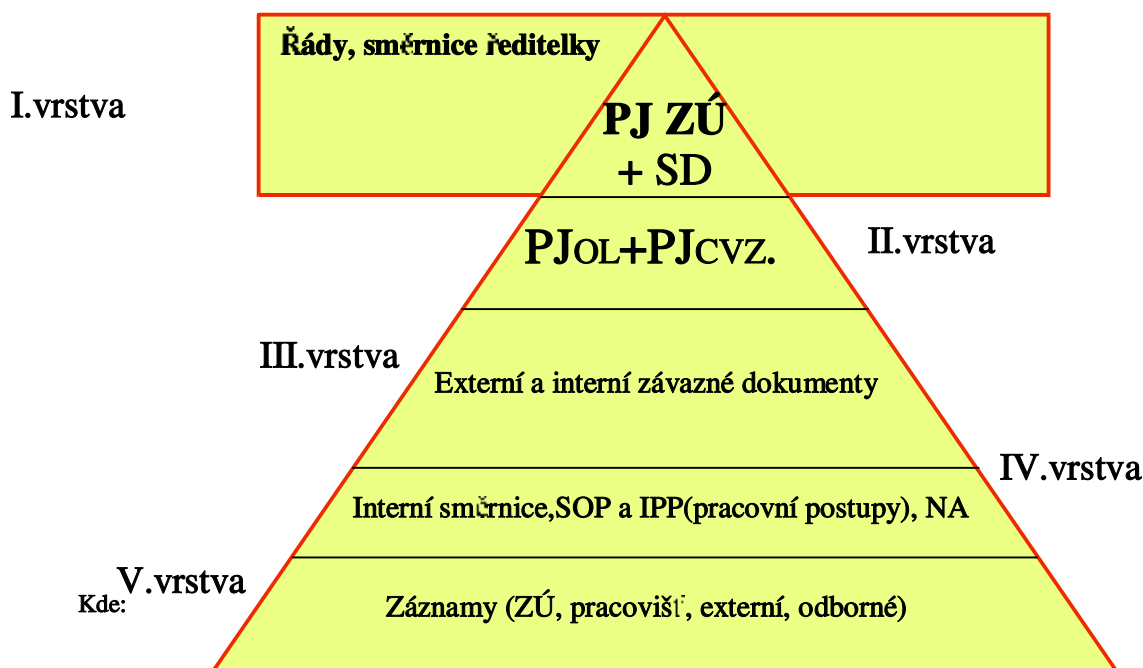 Řády, směrnice ředitelky
I.vrstva
PJ ZÚ
+ SD
PJOL+PJCVZ.
II.vrstva
III.vrstva
Externí a interní závazné dokumenty
IV.vrstva
Interní směrnice,SOP a IPP(pracovní postupy), NA
V.vrstva
Kde:
Záznamy (ZÚ, pracovišť, externí, odborné)